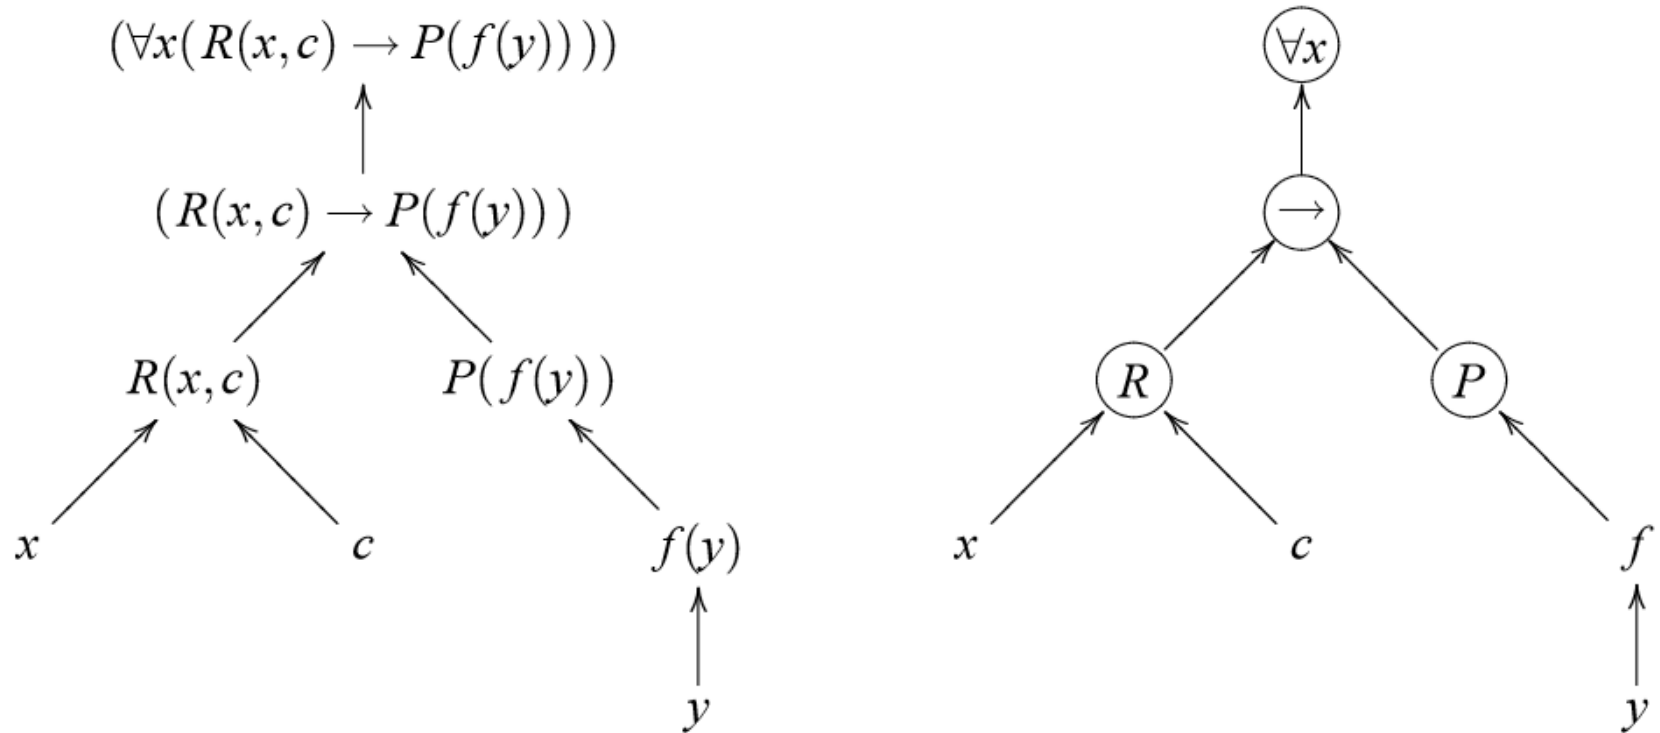 (∀x(R(x,c) → P(f(y))))
(R(x,c) → P(f(y)))
R(x,c) P(f(y))
x c f(y)
y
∀x
→
R P
x c f
y